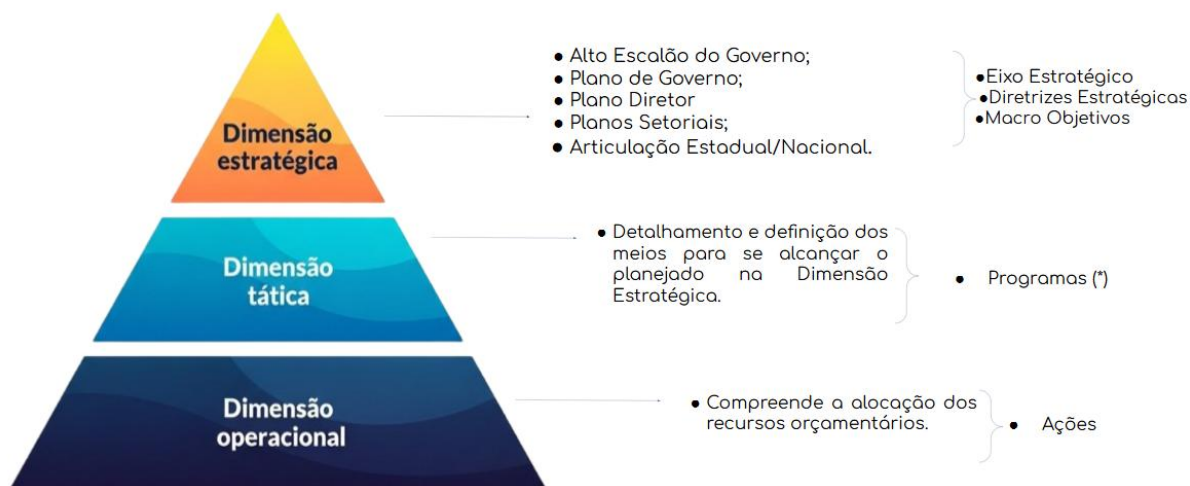 Dimensão
estratégica
● Alto Escalão do Governo;
● Plano de Governo;
● Plano Diretor
● Planos Setoriais;
● Articulação Estadual/Nacional.
●Eixo Estratégico
●Diretrizes Estratégicas
●Macro Objetivos
Dimensão
tática
● Detalhamento e definição dos
meios para se alcançar o
planejado na Dimensão
Estratégica.
● Programas (*)
Dimensão
operacional
● Compreende a alocação dos
recursos orçamentários.
● Ações